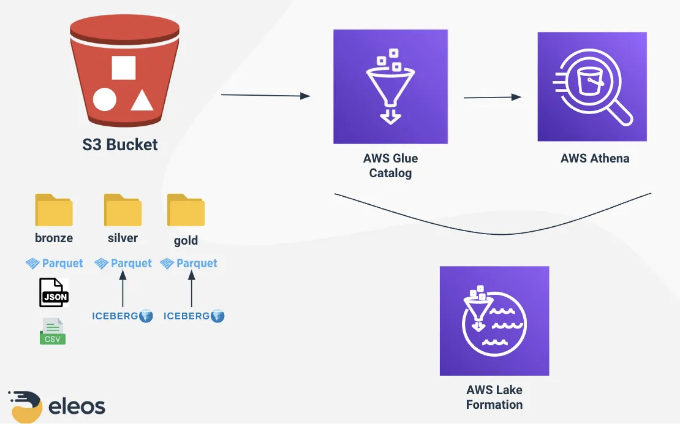 S3 Bucket
AWS Glue
Catalog
AWS Athena
bronze
silver
gold
Parquet
Parquet
Parquet
JSON
ICEBERG
ICEBERG
CSV
AWS Lake
Formation
eleos